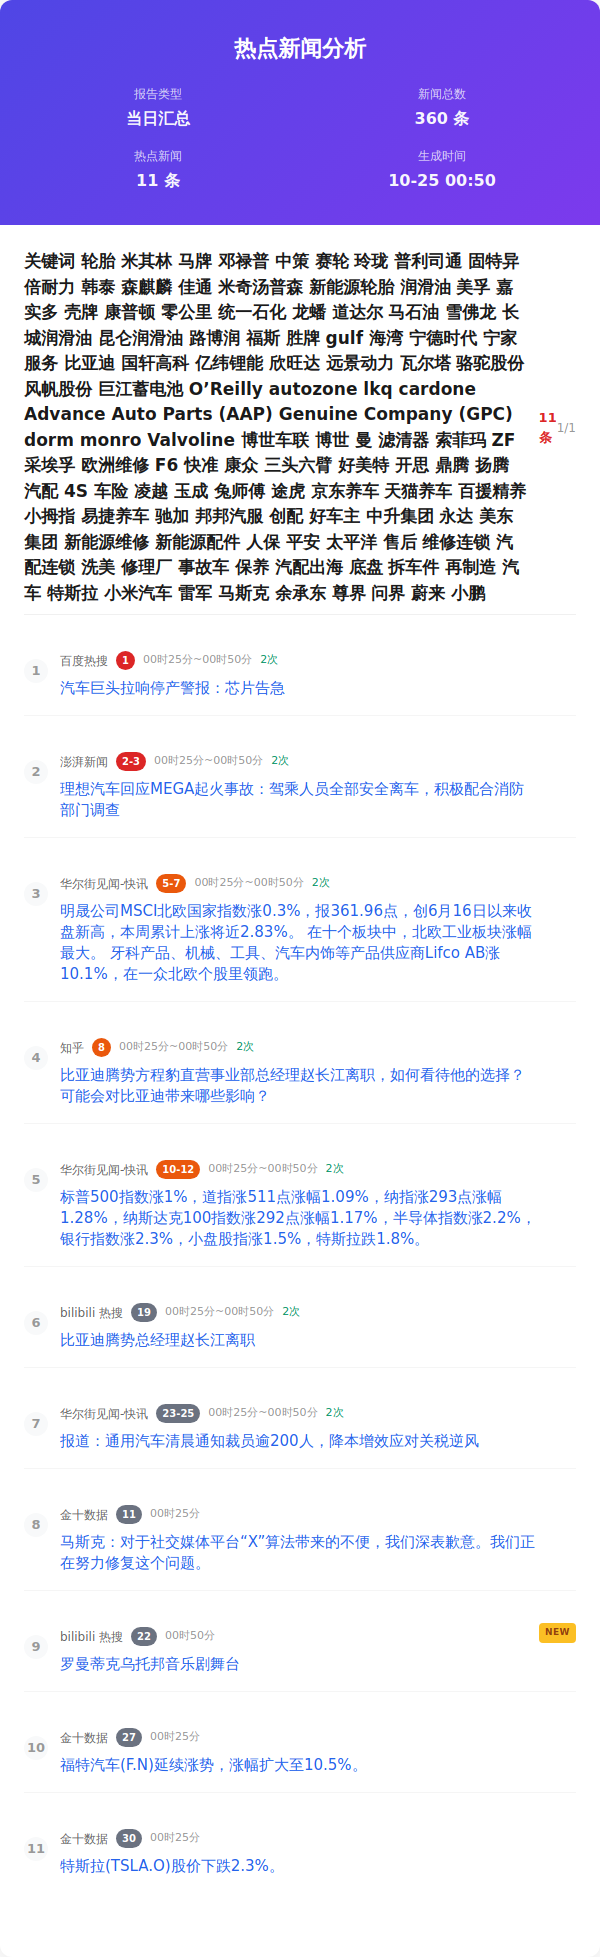 热点新闻分析
报告类型
当日汇总
新闻总数
360 条
热点新闻
11 条
生成时间
10-25 00:50
关键词 轮胎 米其林 马牌 邓禄普 中策 赛轮 玲珑 普利司通 固特异
倍耐力 韩泰 森麒麟 佳通 米奇汤普森 新能源轮胎 润滑油 美孚 嘉
实多 壳牌 康普顿 零公里 统一石化 龙蟠 道达尔 马石油 雪佛龙 长
城润滑油 昆仑润滑油 路博润 福斯 胜牌 gulf 海湾 宁德时代 宁家
服务 比亚迪 国轩高科 亿纬锂能 欣旺达 远景动力 瓦尔塔 骆驼股份
风帆股份 巨江蓄电池 O’Reilly autozone lkq cardone
Advance Auto Parts (AAP) Genuine Company (GPC)
dorm monro Valvoline 博世车联 博世 曼 滤清器 索菲玛 ZF
采埃孚 欧洲维修 F6 快准 康众 三头六臂 好美特 开思 鼎腾 扬腾
汽配 4S 车险 凌越 玉成 兔师傅 途虎 京东养车 天猫养车 百援精养
小拇指 易捷养车 驰加 邦邦汽服 创配 好车主 中升集团 永达 美东
集团 新能源维修 新能源配件 人保 平安 太平洋 售后 维修连锁 汽
配连锁 洗美 修理厂 事故车 保养 汽配出海 底盘 拆车件 再制造 汽
车 特斯拉 小米汽车 雷军 马斯克 余承东 尊界 问界 蔚来 小鹏
11
条
1/1
1
百度热搜 1 00时25分~00时50分 2次
汽车巨头拉响停产警报：芯片告急
2
澎湃新闻 2-3 00时25分~00时50分 2次
理想汽车回应MEGA起火事故：驾乘人员全部安全离车，积极配合消防
部门调查
3
华尔街见闻-快讯 5-7 00时25分~00时50分 2次
明晟公司MSCI北欧国家指数涨0.3%，报361.96点，创6月16日以来收
盘新高，本周累计上涨将近2.83%。 在十个板块中，北欧工业板块涨幅
最大。 牙科产品、机械、工具、汽车内饰等产品供应商Lifco AB涨
10.1%，在一众北欧个股里领跑。
4
知乎 8 00时25分~00时50分 2次
比亚迪腾势方程豹直营事业部总经理赵长江离职，如何看待他的选择？
可能会对比亚迪带来哪些影响？
5
华尔街见闻-快讯 10-12 00时25分~00时50分 2次
标普500指数涨1%，道指涨511点涨幅1.09%，纳指涨293点涨幅
1.28%，纳斯达克100指数涨292点涨幅1.17%，半导体指数涨2.2%，
银行指数涨2.3%，小盘股指涨1.5%，特斯拉跌1.8%。
6
bilibili 热搜 19 00时25分~00时50分 2次
比亚迪腾势总经理赵长江离职
7
华尔街见闻-快讯 23-25 00时25分~00时50分 2次
报道：通用汽车清晨通知裁员逾200人，降本增效应对关税逆风
8
金十数据 11 00时25分
马斯克：对于社交媒体平台“X”算法带来的不便，我们深表歉意。我们正
在努力修复这个问题。
9
bilibili 热搜 22 00时50分
NEW
罗曼蒂克乌托邦音乐剧舞台
10
金十数据 27 00时25分
福特汽车(F.N)延续涨势，涨幅扩大至10.5%。
11
金十数据 30 00时25分
特斯拉(TSLA.O)股价下跌2.3%。